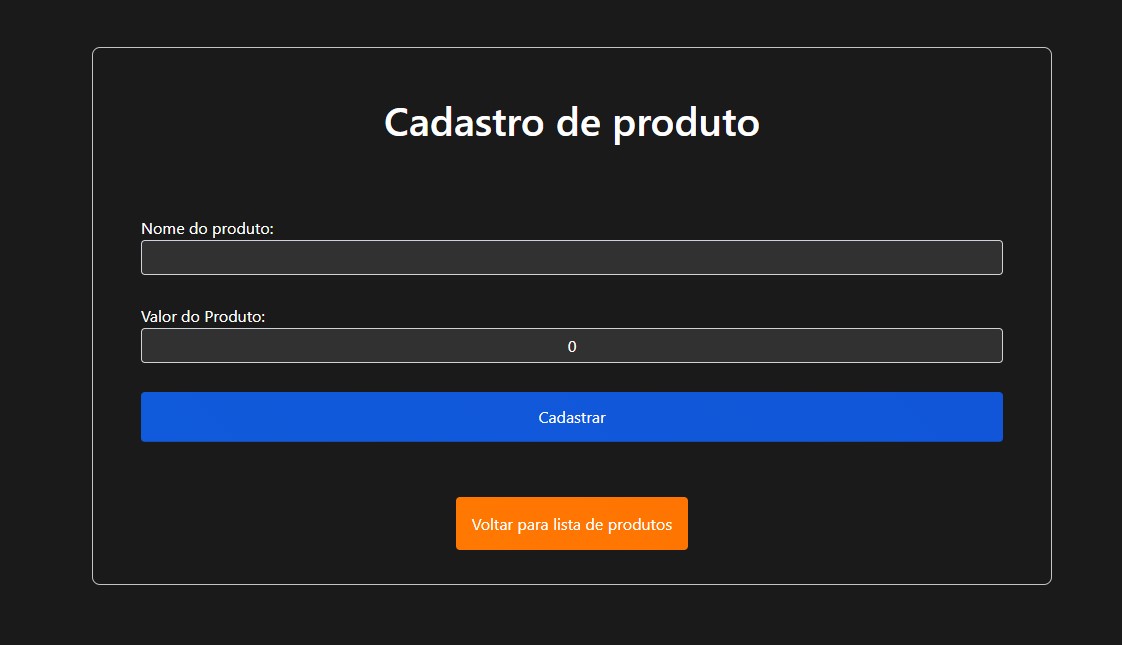 Cadastro de produto
Nome do produto:
Valor do Produto:
0
Cadastrar
Voltar para lista de produtos